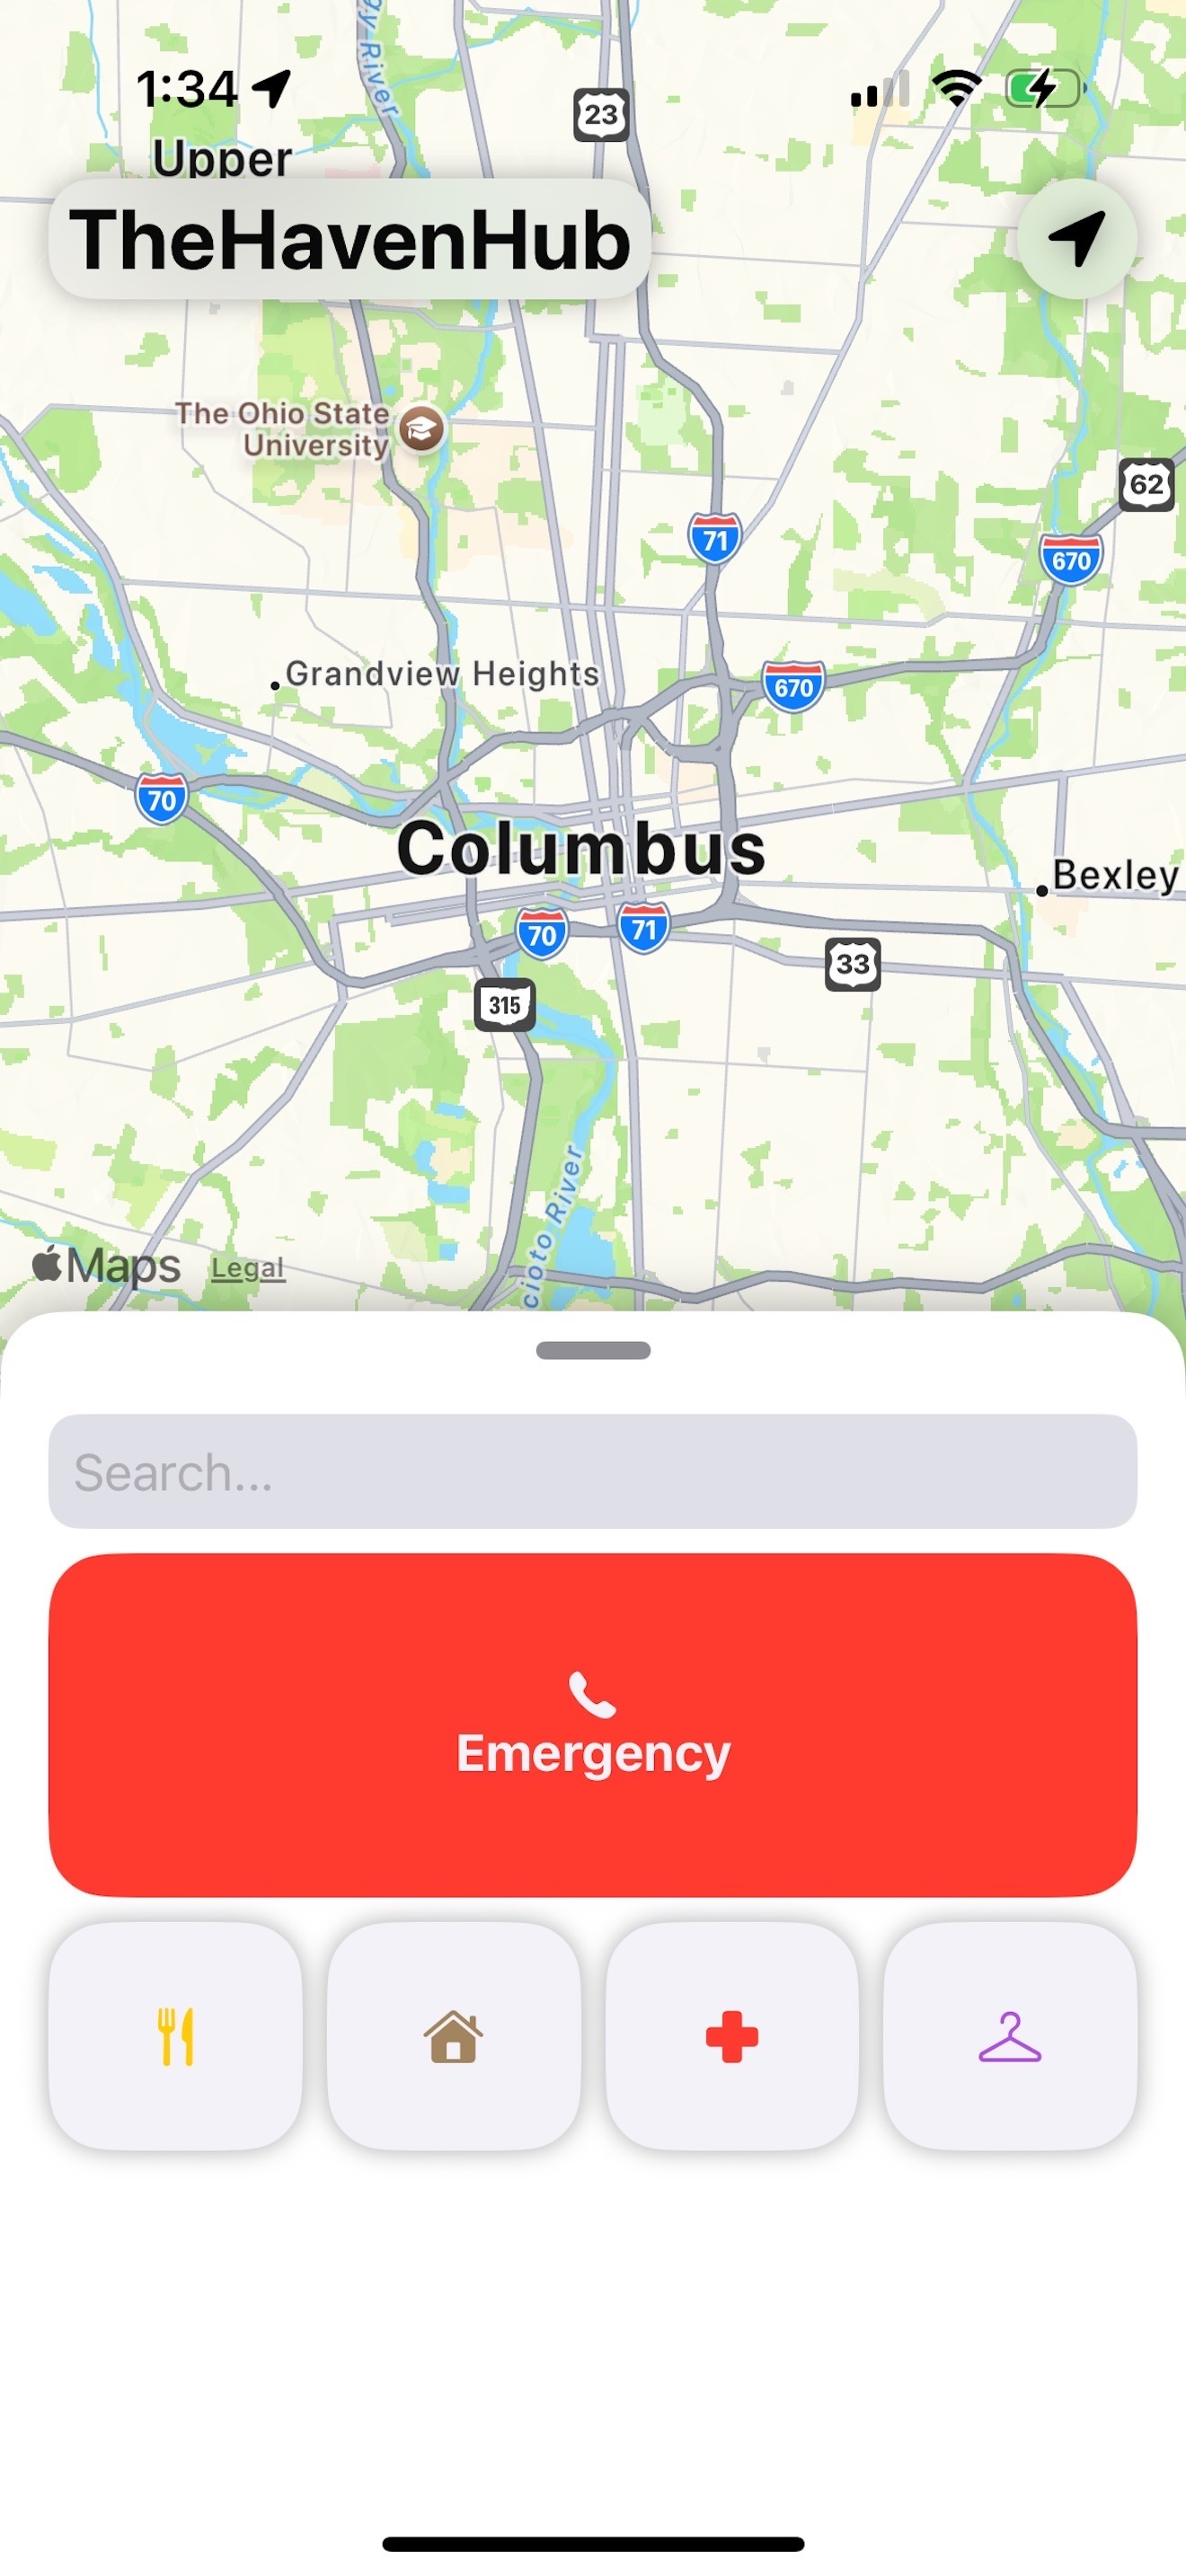 1:34
gy River
23
Upper
TheHavenHub
The Ohio State
University
62
71
670
Grandview Heights
670
70
Columbus
Bexley
70
71
33
315
cioto River
Maps
Legal
Search...
Emergency